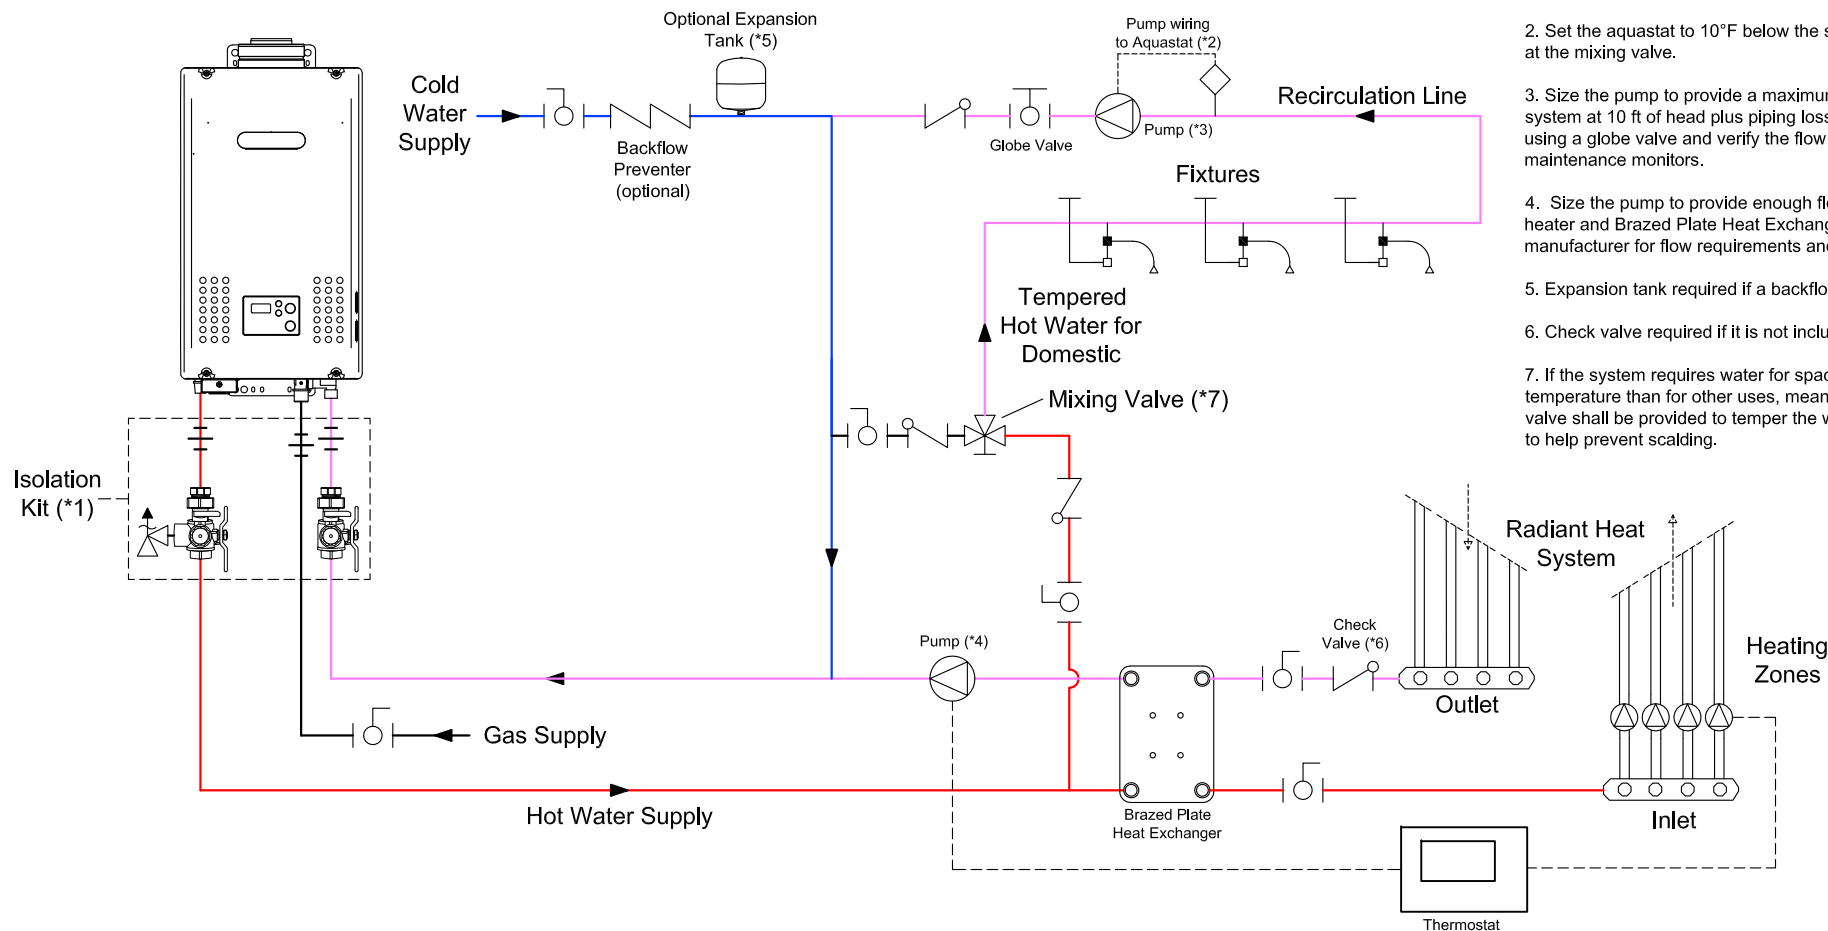 Optional Expansion
Tank (*5)
Pump wiring
to Aquastat (*2)
Cold
Water
Supply
Backflow
Preventer
(optional)
Globe Valve
Pump (*3)
Recirculation Line
Fixtures
Tempered
Hot Water for
Domestic
Mixing Valve (*7)
Isolation
Kit (*1)
2. Set the aquastat to 10°F below the s
at the mixing valve.
3. Size the pump to provide a maximum
system at 10 ft of head plus piping loss
using a globe valve and verify the flow
maintenance monitors.
4. Size the pump to provide enough flo
heater and Brazed Plate Heat Exchang
manufacturer for flow requirements and
5. Expansion tank required if a backflo
6. Check valve required if it is not inclu
7. If the system requires water for spac
temperature than for other uses, mean
valve shall be provided to temper the w
to help prevent scalding.
Radiant Heat
System
Pump (*4)
Check
Valve (*6)
Heating
Zones
Outlet
Gas Supply
Hot Water Supply
Brazed Plate
Heat Exchanger
Inlet
Thermostat